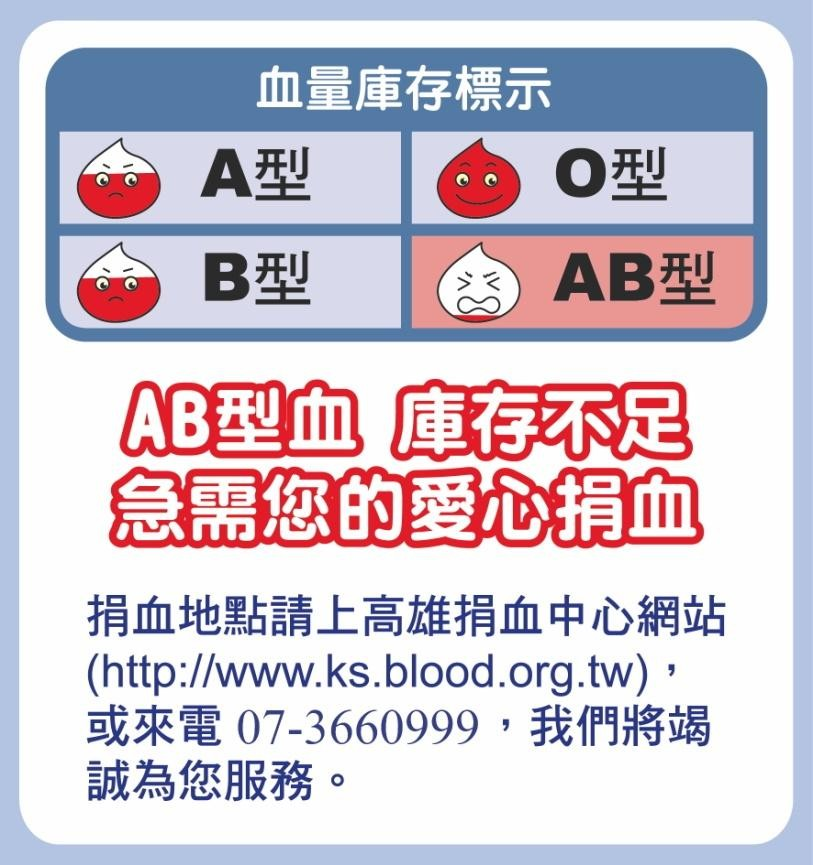 血量庫存標示
A型
O型
B型
AB型
AB型血 庫存不足
急需您的愛心捐血
捐血地點請上高雄捐血中心網站
(http://www.ks.blood.org.tw)，
或來電 07-3660999，我們將竭
誠為您服務。